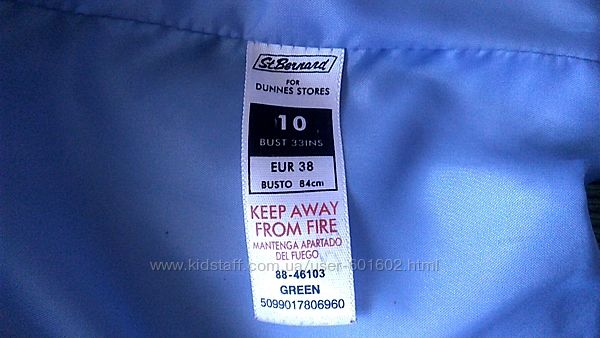 St. Bernard
FOR
DUNNES STORES
10
BUST 33INS
EUR 38
BUSTO 84cm
KEEP AWAY
FROM FIRE
MANTENGA APARTADO
DEL FUEGO
www.kidstaff.com.ua/user-601602.html
88-46103
GREEN
5099017806960